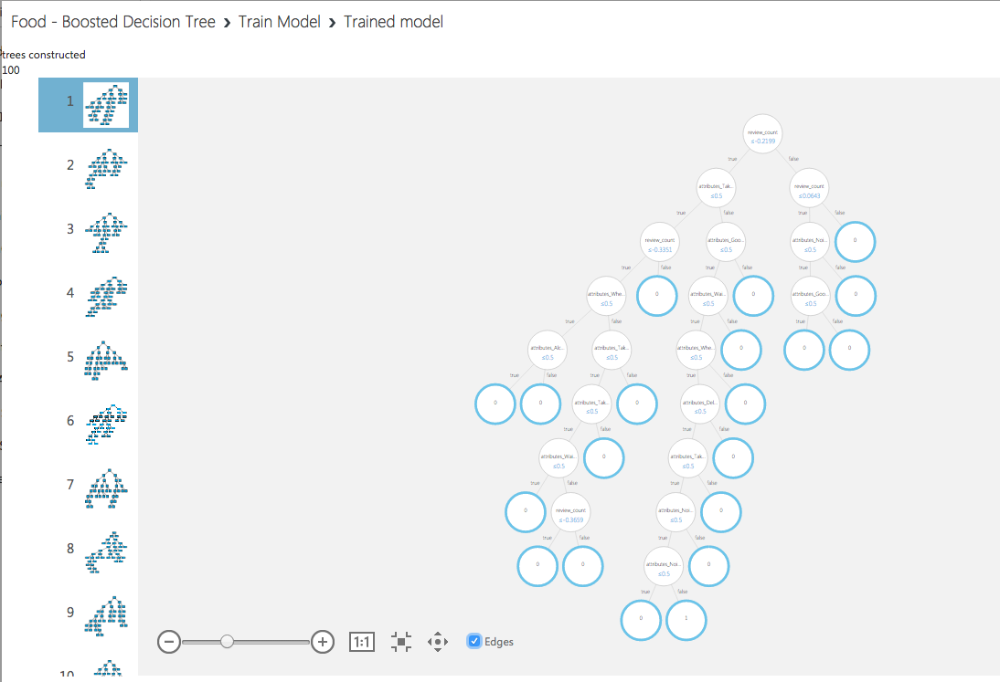 Food - Boosted Decision Tree › Train Model › Trained model
trees constructed
100
1
2
3
4
5
6
7
8
9
10
review_count
≤-0.2199
true false
attributes_Tak..
≤0.5
review_count
≤0.0643
true false true false
review_count
≤-0.3351
attributes_Goo..
≤0.5
attributes_Noi..
≤0.5
0
true false true false true false
attributes_Whe..
≤0.5
0
attributes_Wai..
≤0.5
0
attributes_Goo..
≤0.5
0
true false true false true false
attributes_Alc..
≤0.5
attributes_Tak..
≤0.5
attributes_Whe..
≤0.5
0
0
0
true false true false true false
0
0
attributes_Tak..
≤0.5
0
attributes_Del..
≤0.5
0
true false true false
attributes_Wai..
≤0.5
0
attributes_Tak..
≤0.5
0
true false true false
0
review_count
≤-0.3659
attributes_Noi..
≤0.5
0
true false true false
0
0
attributes_Noi..
≤0.5
0
true false
0
1
1:1
Edges